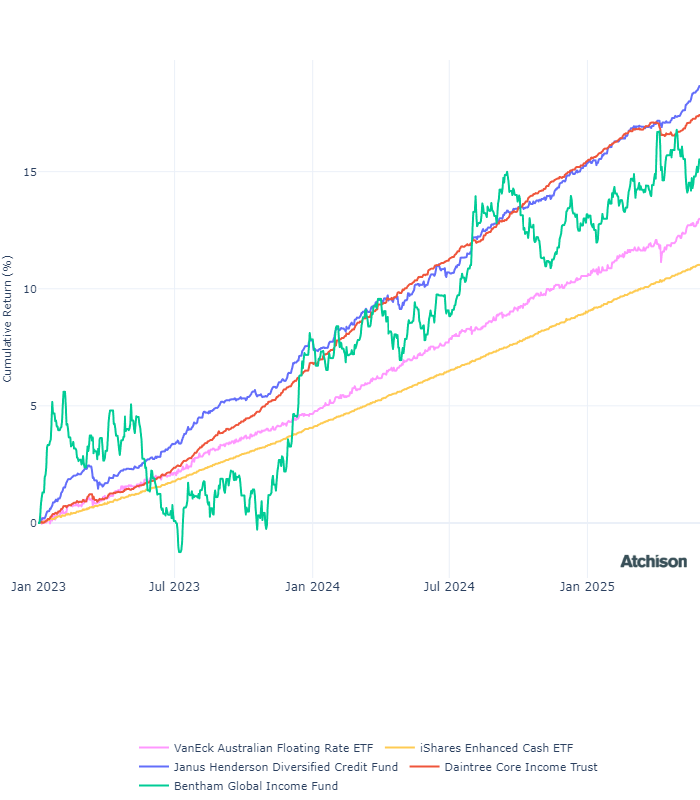 Cumulative Return (%)
15
10
5
0
Jan 2023 Jul 2023 Jan 2024 Jul 2024 Jan 2025
Atchison
VanEck Australian Floating Rate ETF iShares Enhanced Cash ETF
Janus Henderson Diversified Credit Fund Daintree Core Income Trust
Bentham Global Income Fund